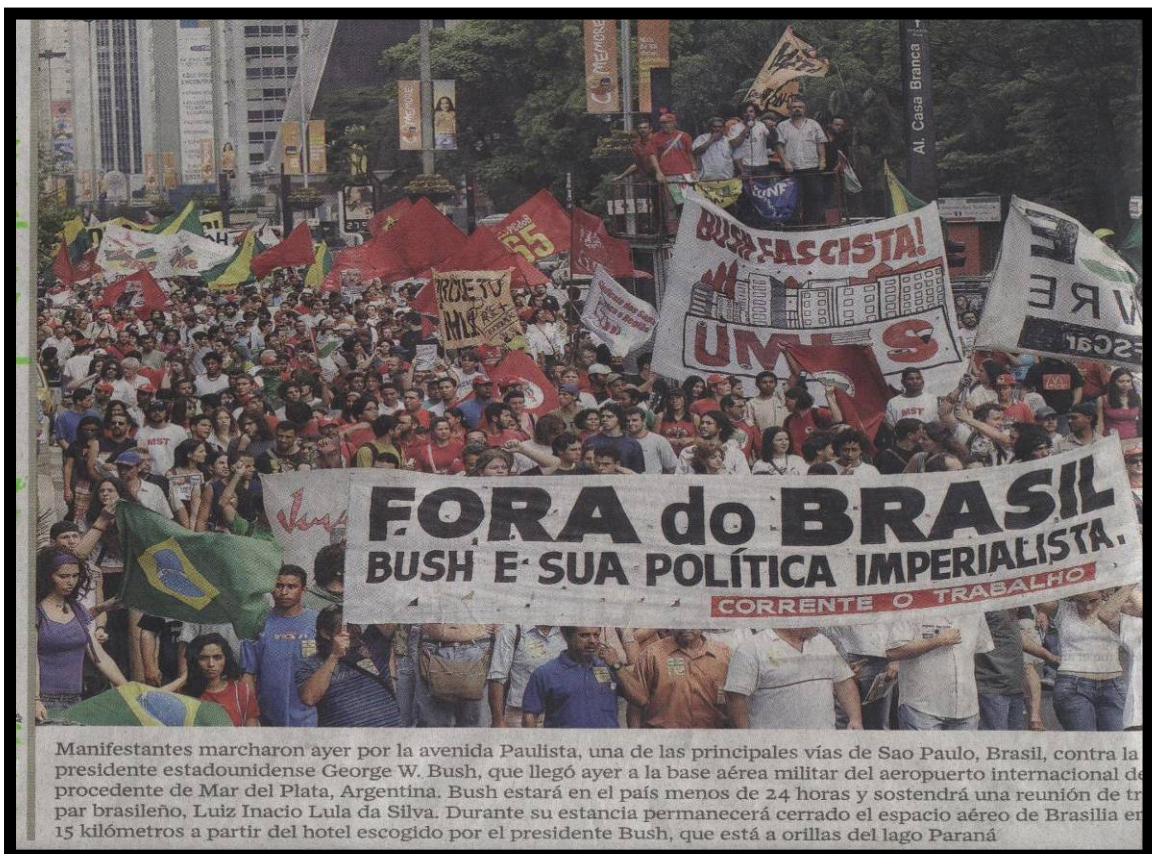 MEMORE
Al. Casa Branca
65
BUSH FASCISTA!
UMES
MST
MST
FORA do BRASIL
BUSH E SUA POLÍTICA IMPERIALISTA.
CORRENTE O TRABALHO
Manifestantes marcharon ayer por la avenida Paulista, una de las principales vías de Sao Paulo, Brasil, contra la
presidente estadounidense George W. Bush, que llegó ayer a la base aérea militar del aeropuerto internacional de
procedente de Mar del Plata, Argentina. Bush estará en el país menos de 24 horas y sostendrá una reunión de
par brasileño, Luiz Inacio Lula da Silva. Durante su estancia permanecerá cerrado el espacio aéreo de Brasilia
15 kilómetros a partir del hotel escogido por el presidente Bush, que está a orillas del lago Paraná